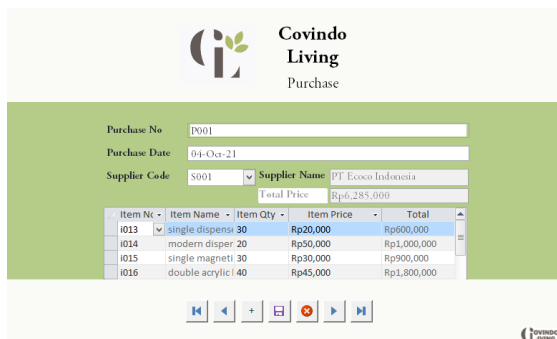 Covindo
Living
Purchase
Purchase No P001
Purchase Date 04-Oct-21
Supplier Code S001 Supplier Name PT Ecoco Indonesia
Total Price Rp6,285,000
Item No Item Name Item Qty Item Price Total
i013 single dispens 30 Rp20,000 Rp600,000
i014 modern disper 20 Rp50,000 Rp1,000,000
i015 single magneti 30 Rp30,000 Rp900,000
i016 double acrylic 40 Rp45,000 Rp1,800,000
COVINDO
LIVING